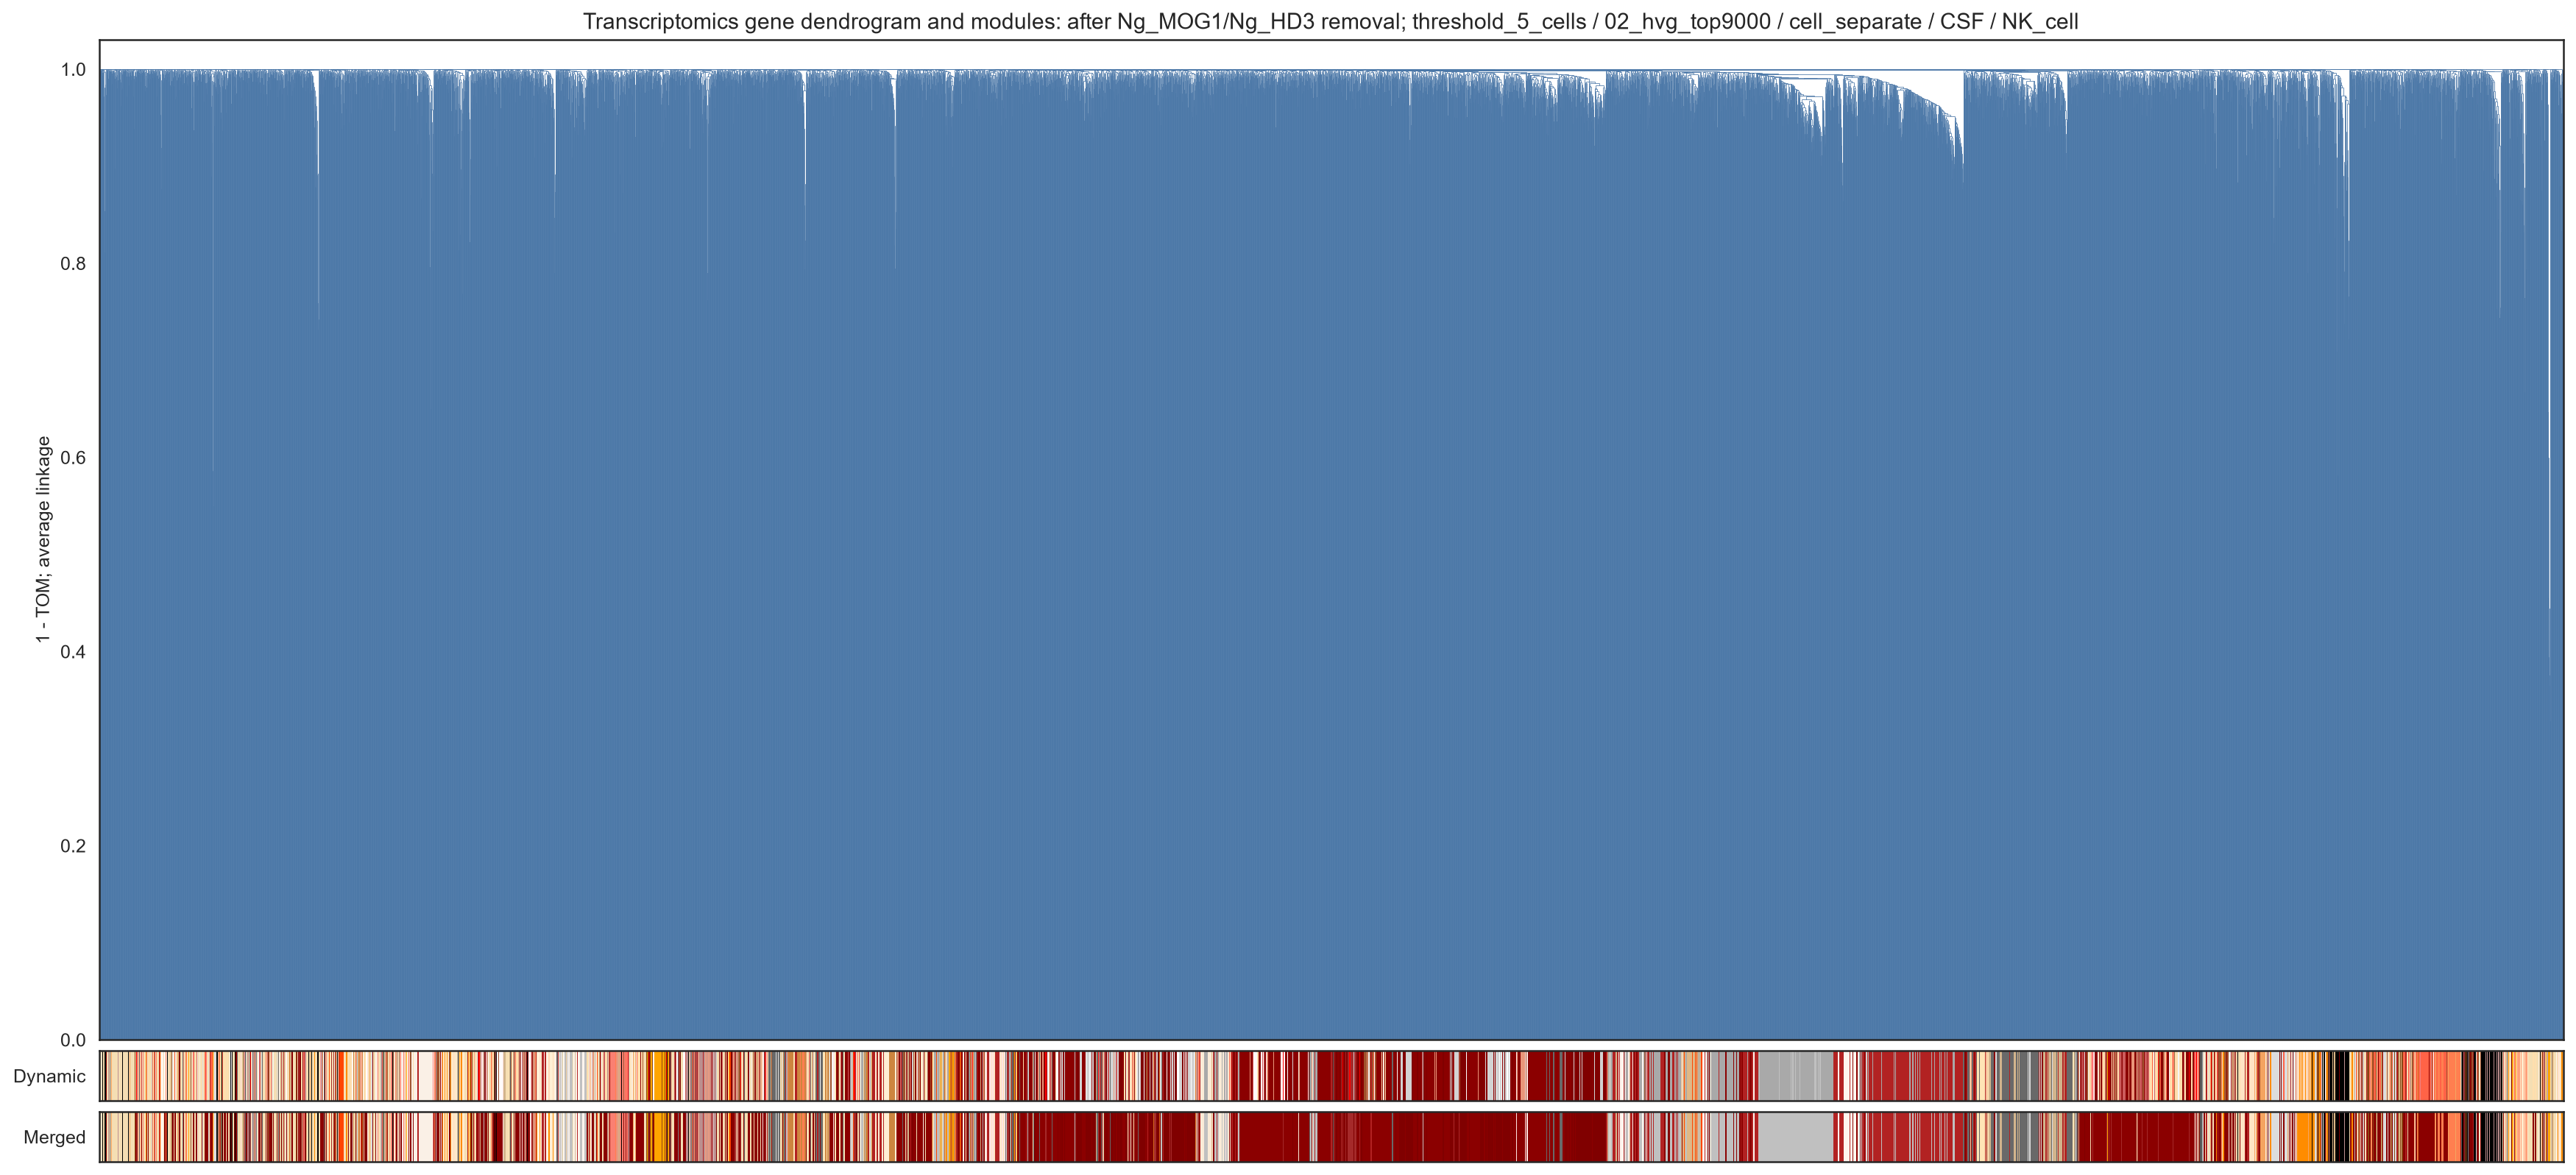 Transcriptomics gene dendrogram and modules: after Ng_MOG1/Ng_HD3 removal; threshold_5_cells / 02_hvg_top9000 / cell_separate / CSF / NK_cell
1.0
0.8
0.6
0.4
0.2
0.0
1 - TOM; average linkage
Dynamic
Merged